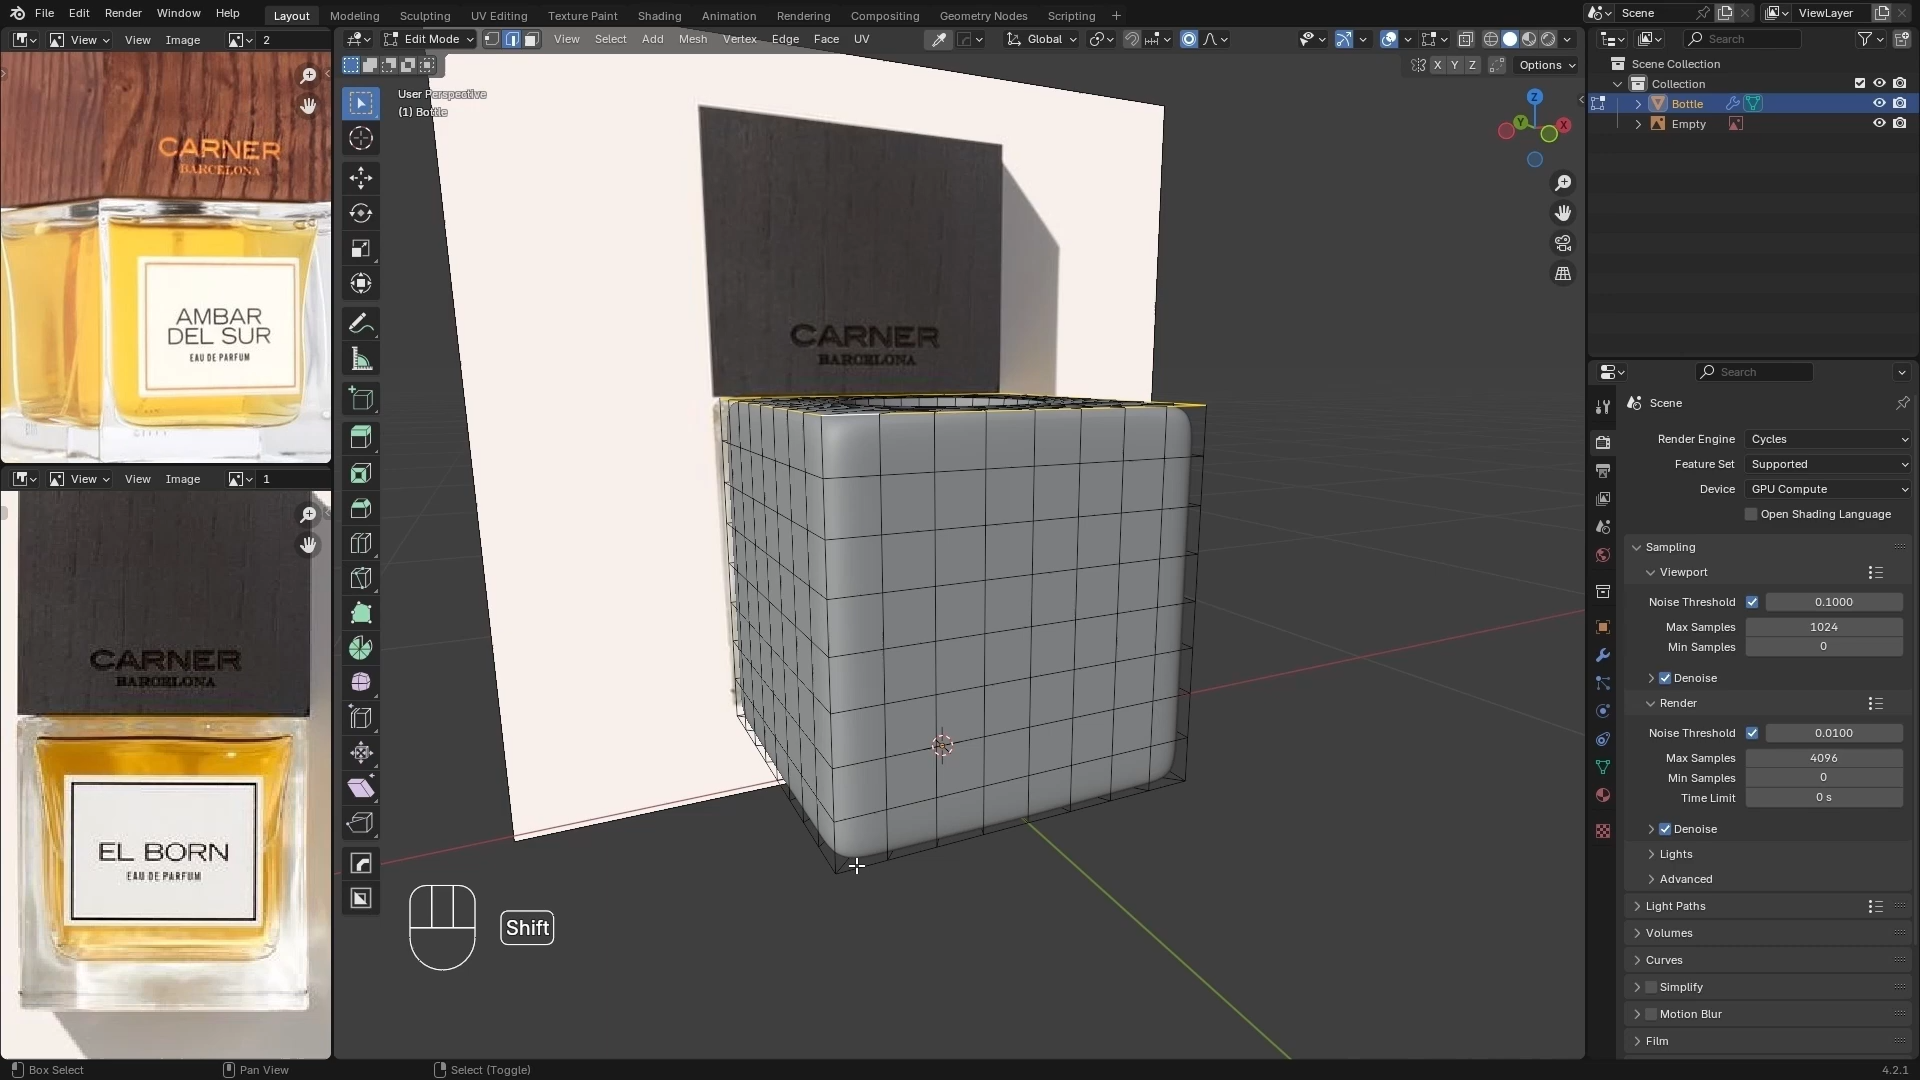 File Edit Render Window Help Layout Modeling Sculpting UV Editing Texture Paint Shading Animation Rendering Compositing Geometry Nodes Scripting + Scene ViewLayer
View View Image 2 Edit Mode View Select Add Mesh Vertex Edge Face UV Global Search
X Y Z Options
Scene Collection
Collection
Bottle
Empty
User Perspective
(1) Bottle
Z
Y
X
CARNER
BARCELONA
AMBAR
DEL SUR
EAU DE PARFUM
CARNER
BARCELONA
View View Image 1
CARNER
BARCELONA
EL BORN
EAU DE PARFUM
Shift
Search
Scene
Render Engine Cycles
Feature Set Supported
Device GPU Compute
Open Shading Language
Sampling
Viewport
Noise Threshold 0.1000
Max Samples 1024
Min Samples 0
Denoise
Render
Noise Threshold 0.0100
Max Samples 4096
Min Samples 0
Time Limit 0 s
Denoise
Lights
Advanced
Light Paths
Volumes
Curves
Simplify
Motion Blur
Film
Box Select Pan View Select (Toggle) 4.2.1